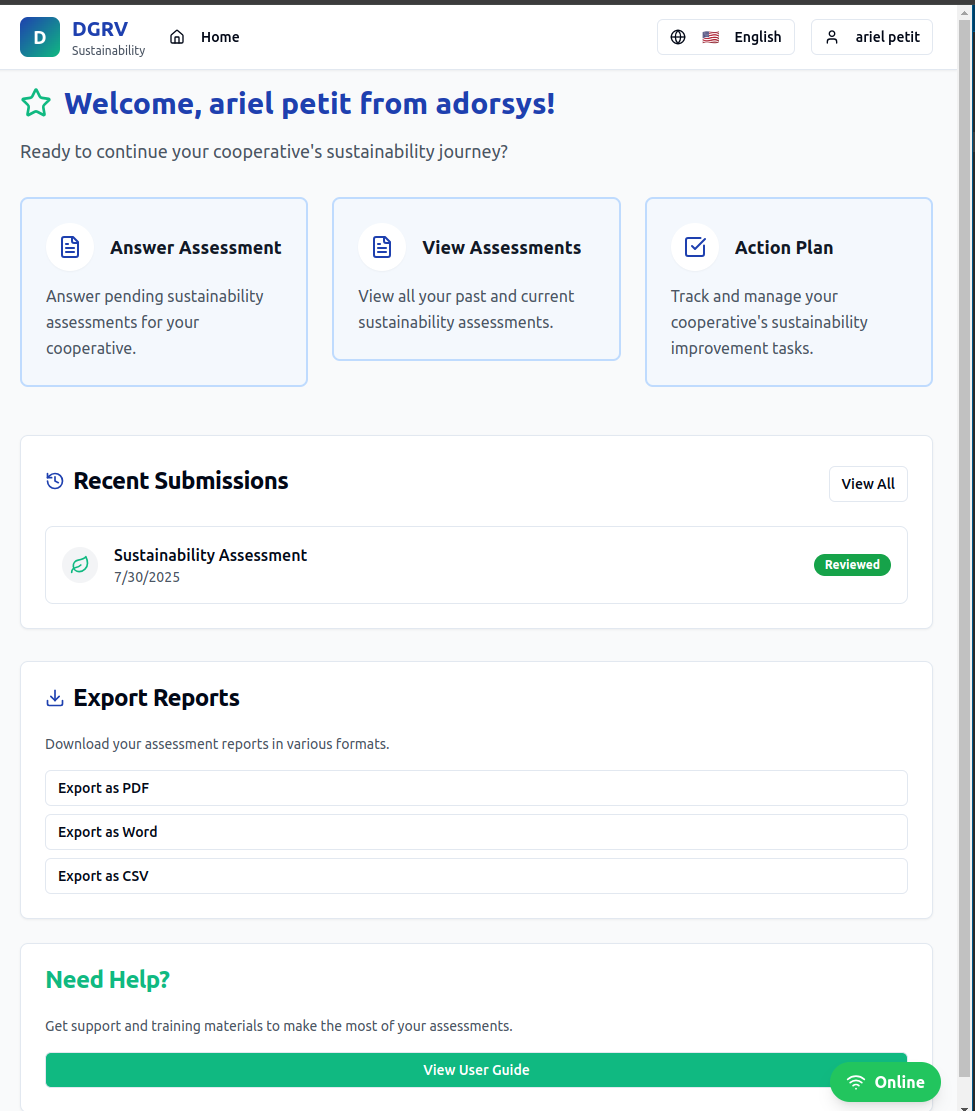 D
DGRV
Sustainability
Home
English
ariel petit
Welcome, ariel petit from adorsys!
Ready to continue your cooperative's sustainability journey?
Answer Assessment
Answer pending sustainability
assessments for your
cooperative.
View Assessments
View all your past and current
sustainability assessments.
Action Plan
Track and manage your
cooperative's sustainability
improvement tasks.
Recent Submissions
View All
Sustainability Assessment
7/30/2025
Reviewed
Export Reports
Download your assessment reports in various formats.
Export as PDF
Export as Word
Export as CSV
Need Help?
Get support and training materials to make the most of your assessments.
View User Guide
Online